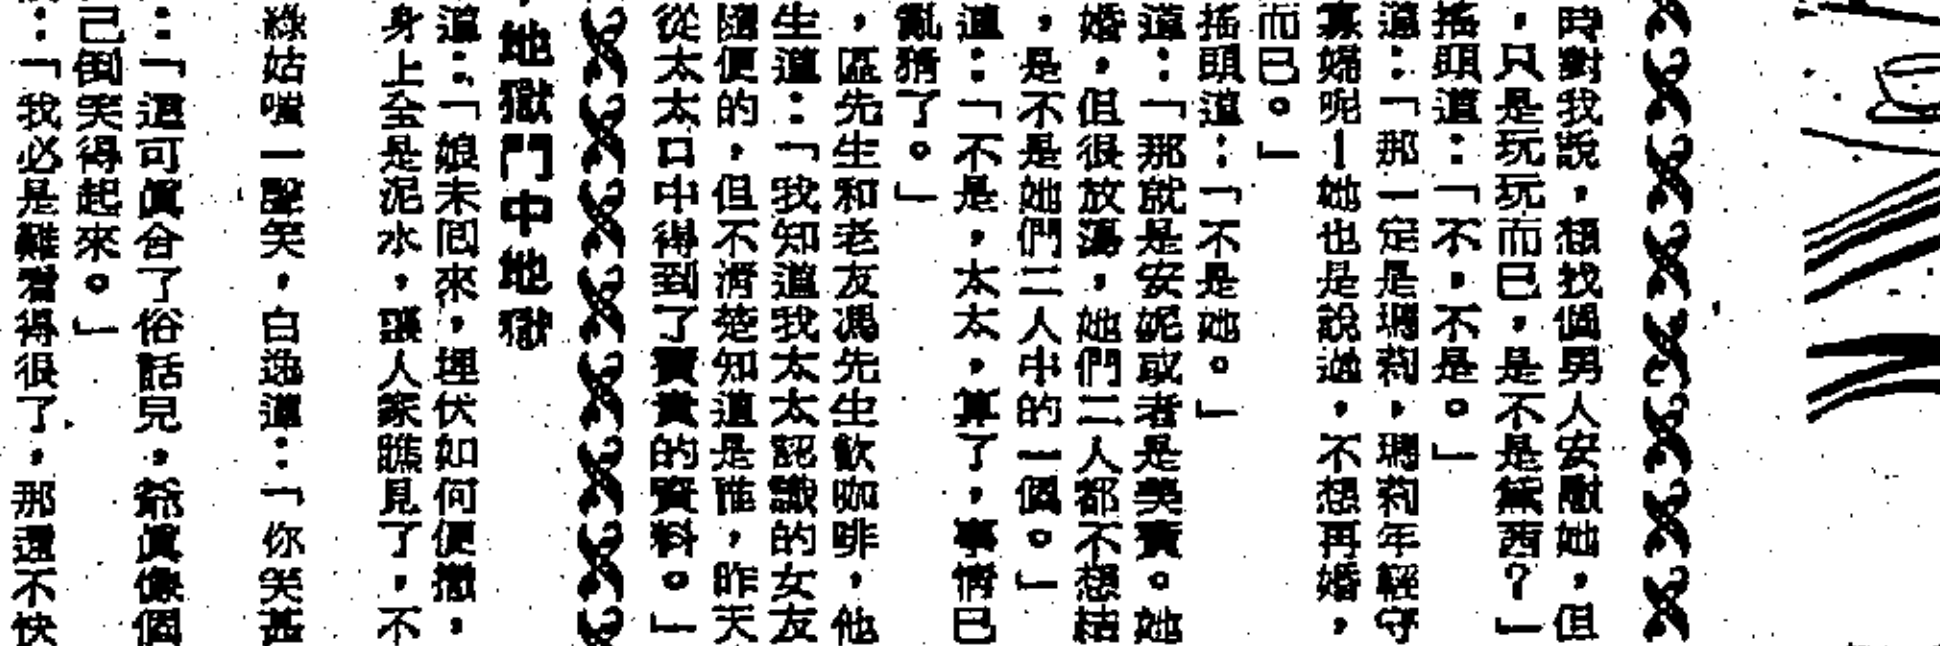 時對我說，想找個男人安慰她，但
，只是玩玩而已，是不是黛西？」
搖頭道：「不，不是。」
道：「那一定是瑪莉，瑪莉年輕守
寡婦呢－她也是說過，不想再婚，
而已。」
搖頭道：「不是她。」
道：「那就是安妮或者是美寶。她
婚，但很放蕩，她們二人都不想結
，是不是她們二人中的一個。」
道：「不是，太太，算了，事情已
亂猜了。」
，區先生和老友馮先生飲咖啡，他
生道：「我知道我太太認識的女友
隨便的，但不清楚知道是誰，昨天
從太太口中得到了寶貴的資料。」
地獄門中地獄
道：「娘未回來，埋伏如何便撤，
身上全是泥水，讓人家瞧見了，不
綠姑嗤一聲笑，白逸道：「你笑甚
：「這可真合了俗話兒，爺真像個
己倒笑得起來。」
：「我必是難看得很了，那還不快